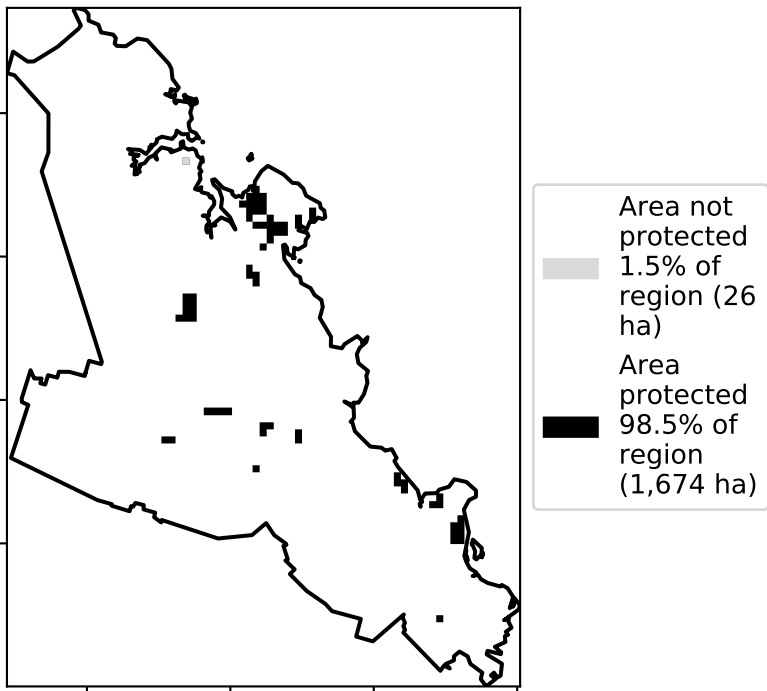 Area not
protected
1.5% of
region (26
ha)
Area
protected
98.5% of
region
(1,674 ha)